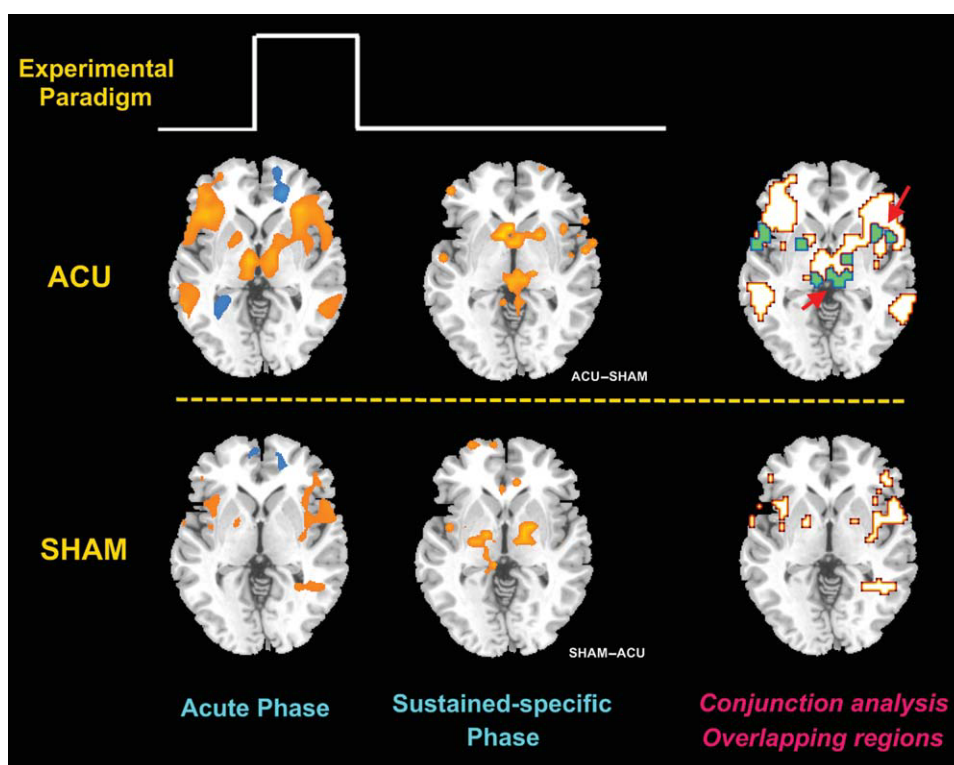 Experimental
Paradigm
ACU
ACU–SHAM
SHAM
SHAM–ACU
Acute Phase
Sustained-specific
Phase
Conjunction analysis
Overlapping regions